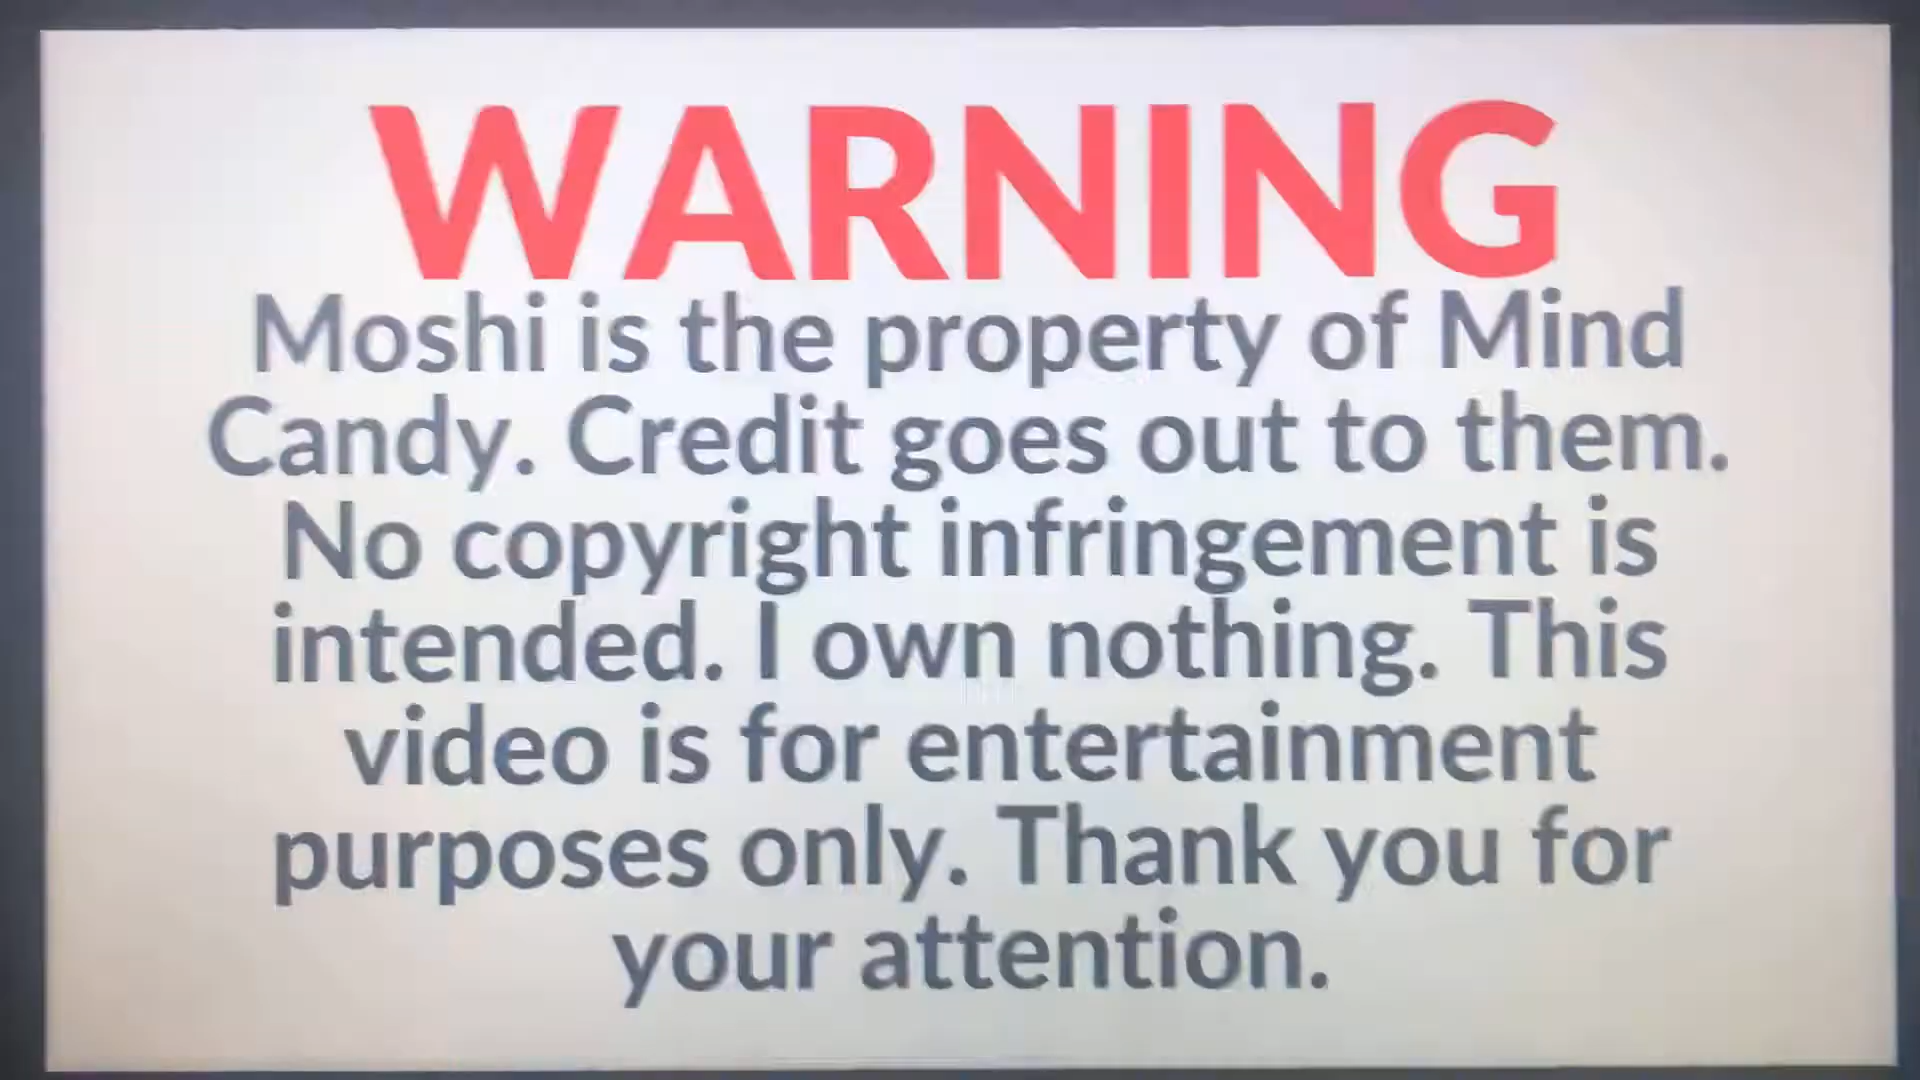 WARNING
Moshi is the property of Mind
Candy. Credit goes out to them.
No copyright infringement is
intended. I own nothing. This
video is for entertainment
purposes only. Thank you for
your attention.